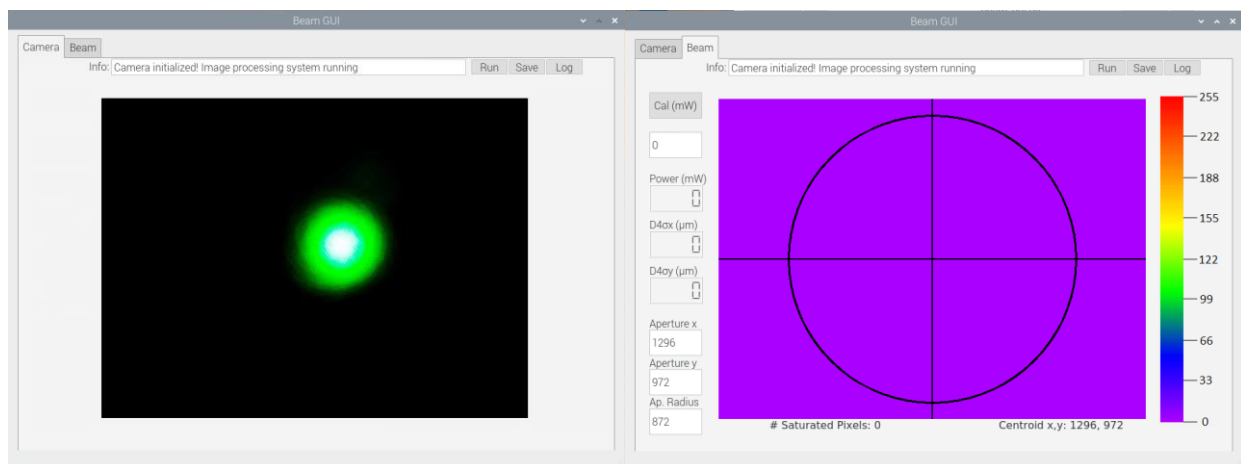 Beam GUI
Camera Beam
Info: Camera initialized! Image processing system running Run Save Log
Beam GUI
Camera Beam
Info: Camera initialized! Image processing system running Run Save Log
Cal (mW)
0
Power (mW)
0
D4σx (μm)
0
D4σy (μm)
0
Aperture x
1296
Aperture y
972
Ap. Radius
872
# Saturated Pixels: 0 Centroid x,y: 1296, 972
255
222
188
155
122
99
66
33
0